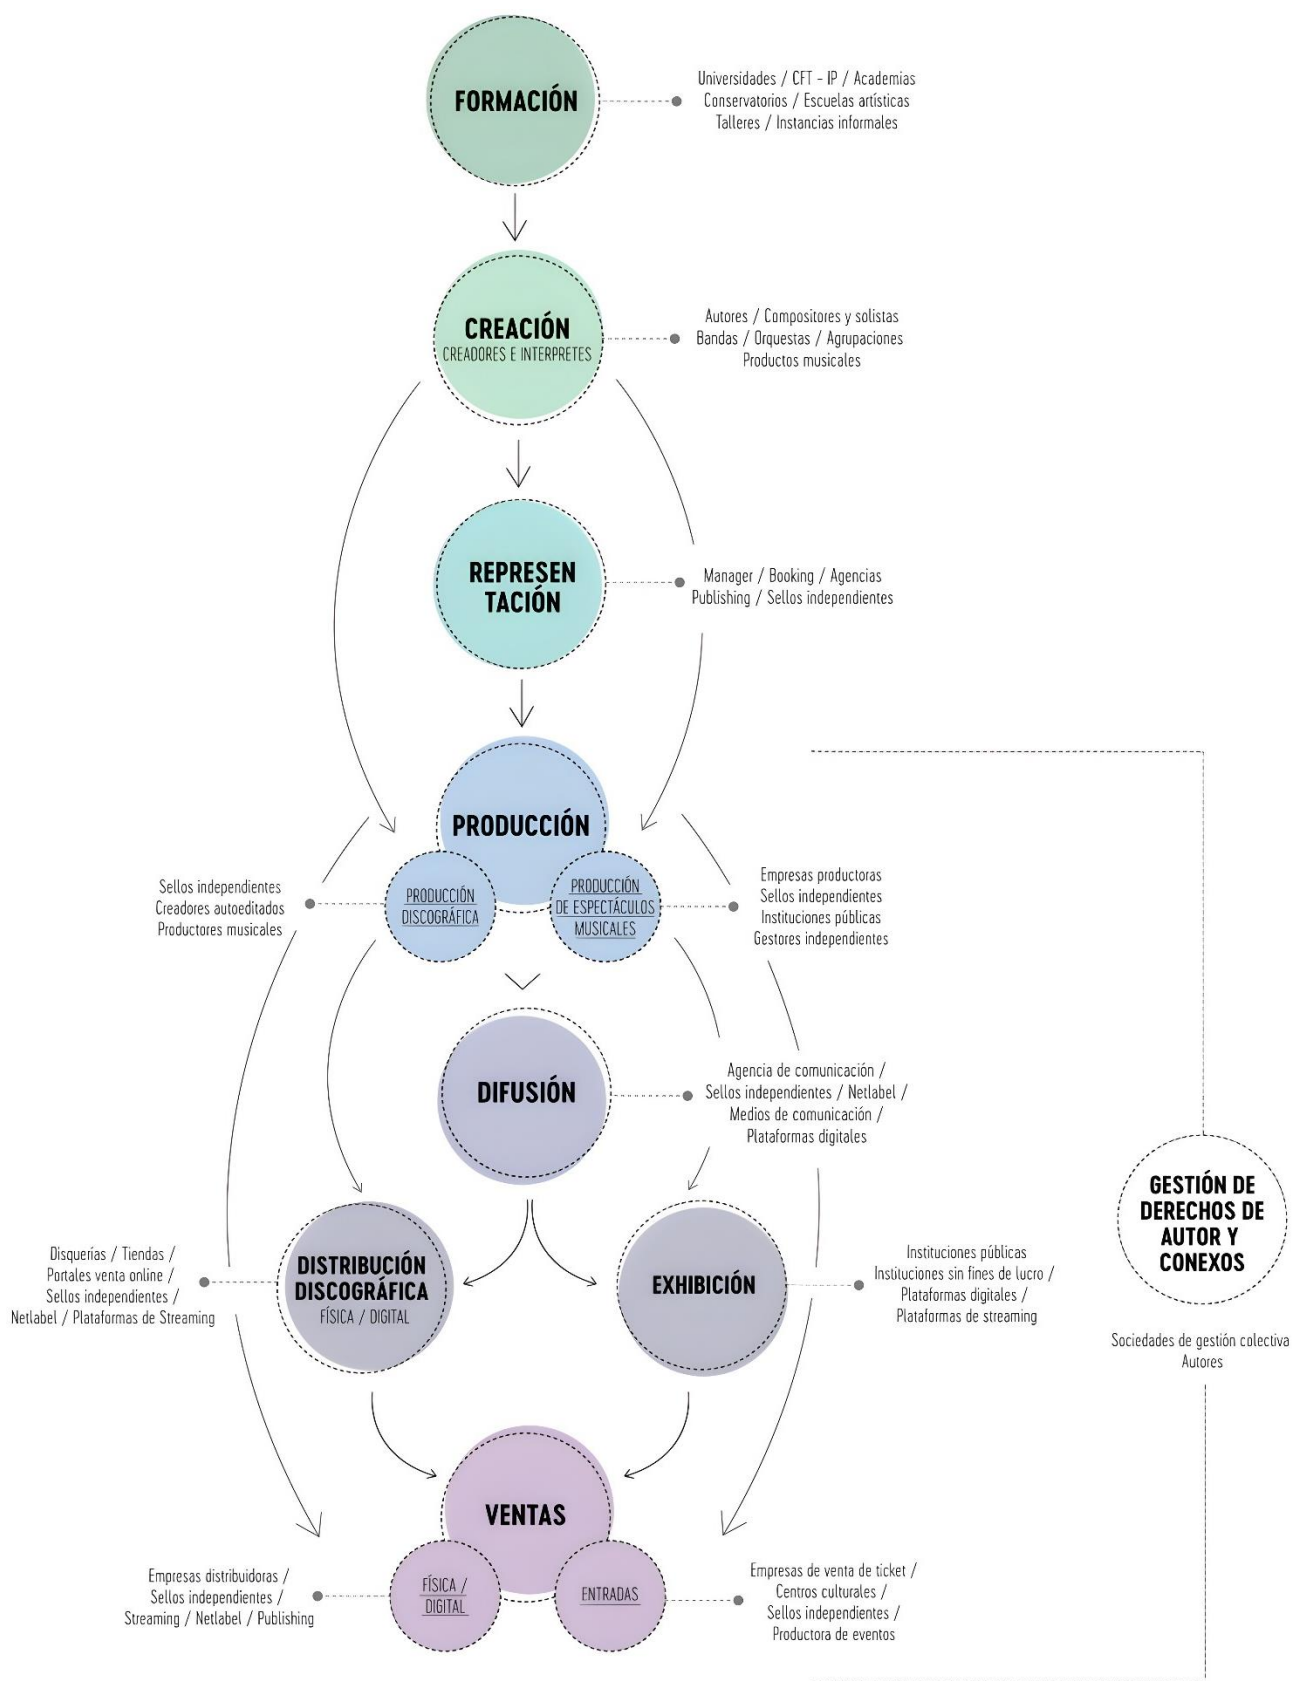 FORMACIÓN
Universidades / CFT - IP / Academias
Conservatorios / Escuelas artísticas
Talleres / Instancias informales
CREACIÓN
CREADORES E INTERPRETES
Autores / Compositores y solistas
Bandas / Orquestas / Agrupaciones
Productos musicales
REPRESEN
TACIÓN
Manager / Booking / Agencias
Publishing / Sellos independientes
PRODUCCIÓN
Sellos independientes
Creadores autoeditados
Productores musicales
PRODUCCIÓN
DISCOGRÁFICA
PRODUCCIÓN
DE ESPECTÁCULOS
MUSICALES
Empresas productoras
Sellos independientes
Instituciones públicas
Gestores independientes
DIFUSIÓN
Agencia de comunicación /
Sellos independientes / Netlabel /
Medios de comunicación /
Plataformas digitales
Disquerías / Tiendas /
Portales venta online /
Sellos independientes /
Netlabel / Plataformas de Streaming
DISTRIBUCIÓN
DISCOGRÁFICA
FÍSICA / DIGITAL
EXHIBICIÓN
Instituciones públicas
Instituciones sin fines de lucro /
Plataformas digitales /
Plataformas de streaming
GESTIÓN DE
DERECHOS DE
AUTOR Y
CONEXOS
Sociedades de gestión colectiva
Autores
VENTAS
Empresas distribuidoras /
Sellos independientes /
Streaming / Netlabel / Publishing
FÍSICA /
DIGITAL
ENTRADAS
Empresas de venta de ticket /
Centros culturales /
Sellos independientes /
Productora de eventos